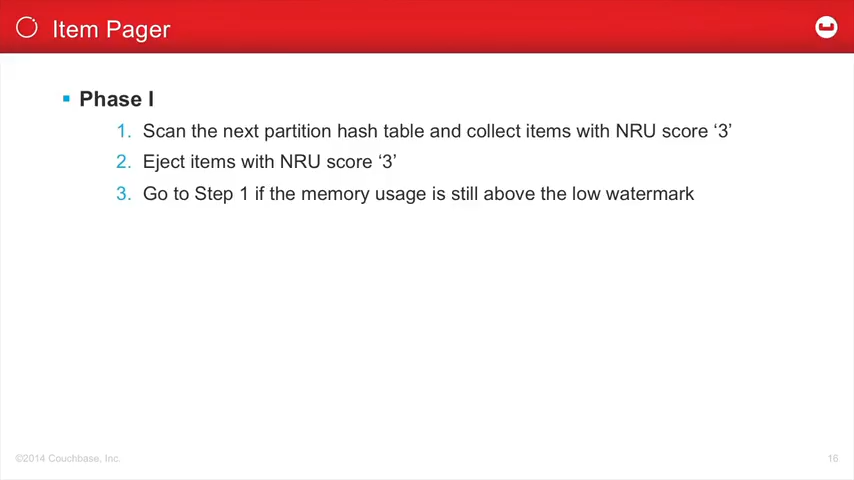 Item Pager
Phase I
1. Scan the next partition hash table and collect items with NRU score ‘3’
2. Eject items with NRU score ‘3’
3. Go to Step 1 if the memory usage is still above the low watermark
©2014 Couchbase, Inc.
16